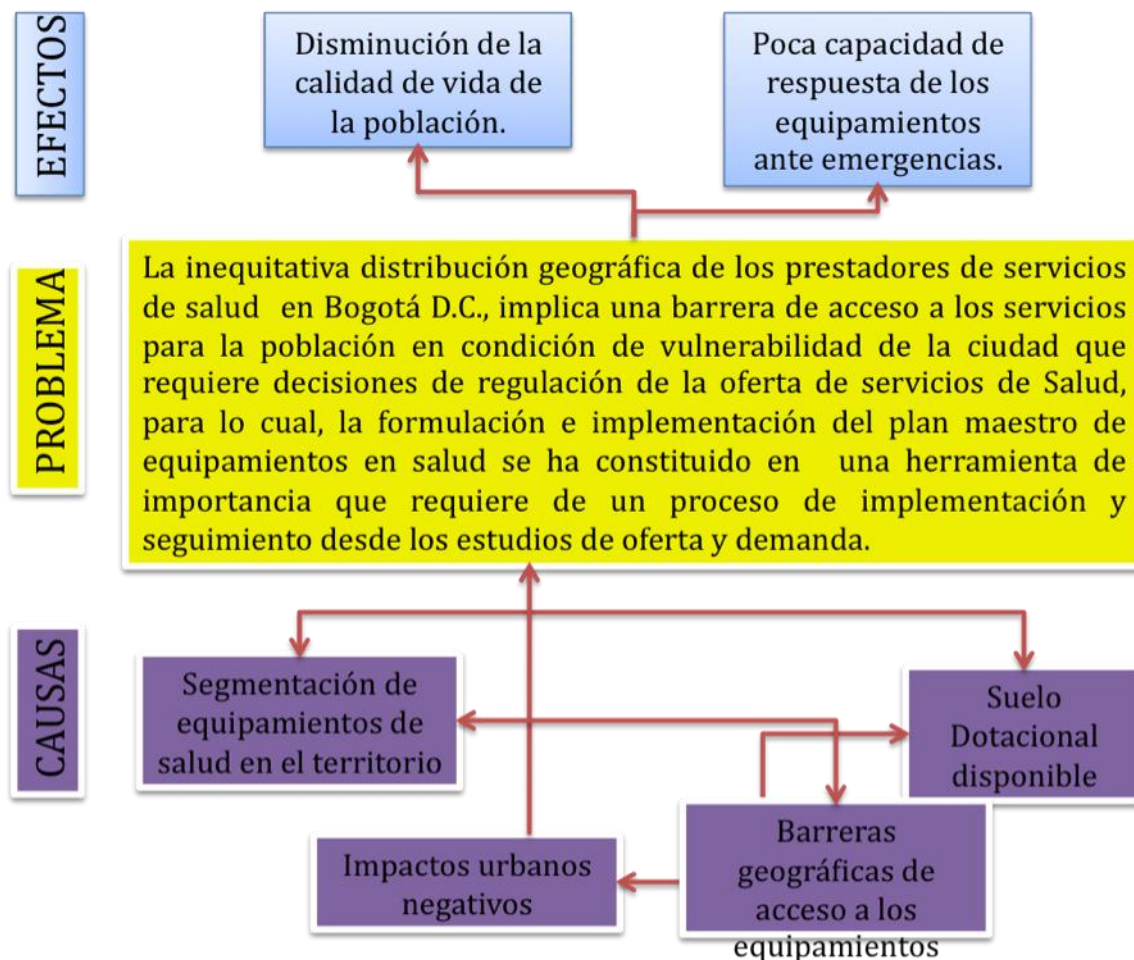 EFECTOS
Disminución de la
calidad de vida de
la población.
Poca capacidad de
respuesta de los
equipamientos
ante emergencias.
PROBLEMA
La inequitativa distribución geográfica de los prestadores de servicios
de salud en Bogotá D.C., implica una barrera de acceso a los servicios
para la población en condición de vulnerabilidad de la ciudad que
requiere decisiones de regulación de la oferta de servicios de Salud,
para lo cual, la formulación e implementación del plan maestro de
equipamientos en salud se ha constituido en una herramienta de
importancia que requiere de un proceso de implementación y
seguimiento desde los estudios de oferta y demanda.
CAUSAS
Segmentación de
equipamientos de
salud en el territorio
Suelo
Dotacional
disponible
Impactos urbanos
negativos
Barreras
geográficas de
acceso a los
equipamientos